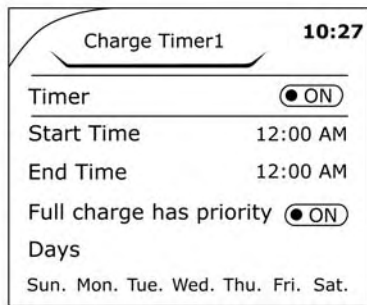 Charge Timer1 10:27
Timer ON
Start Time 12:00 AM
End Time 12:00 AM
Full charge has priority ON
Days
Sun. Mon. Tue. Wed. Thu. Fri. Sat.